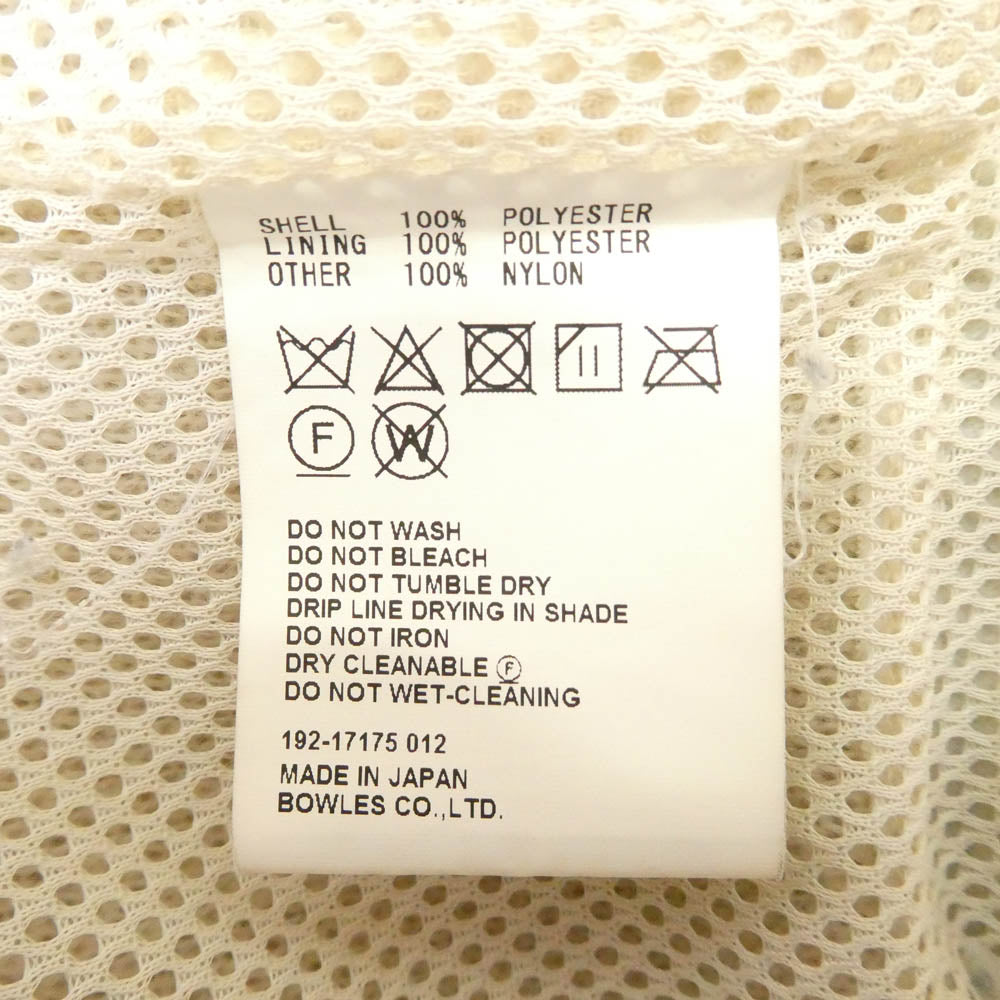 SHELL 100% POLYESTER
LINING 100% POLYESTER
OTHER 100% NYLON
F W
DO NOT WASH
DO NOT BLEACH
DO NOT TUMBLE DRY
DRIP LINE DRYING IN SHADE
DO NOT IRON
DRY CLEANABLE Ⓕ
DO NOT WET-CLEANING
192-17175 012
MADE IN JAPAN
BOWLES CO.,LTD.